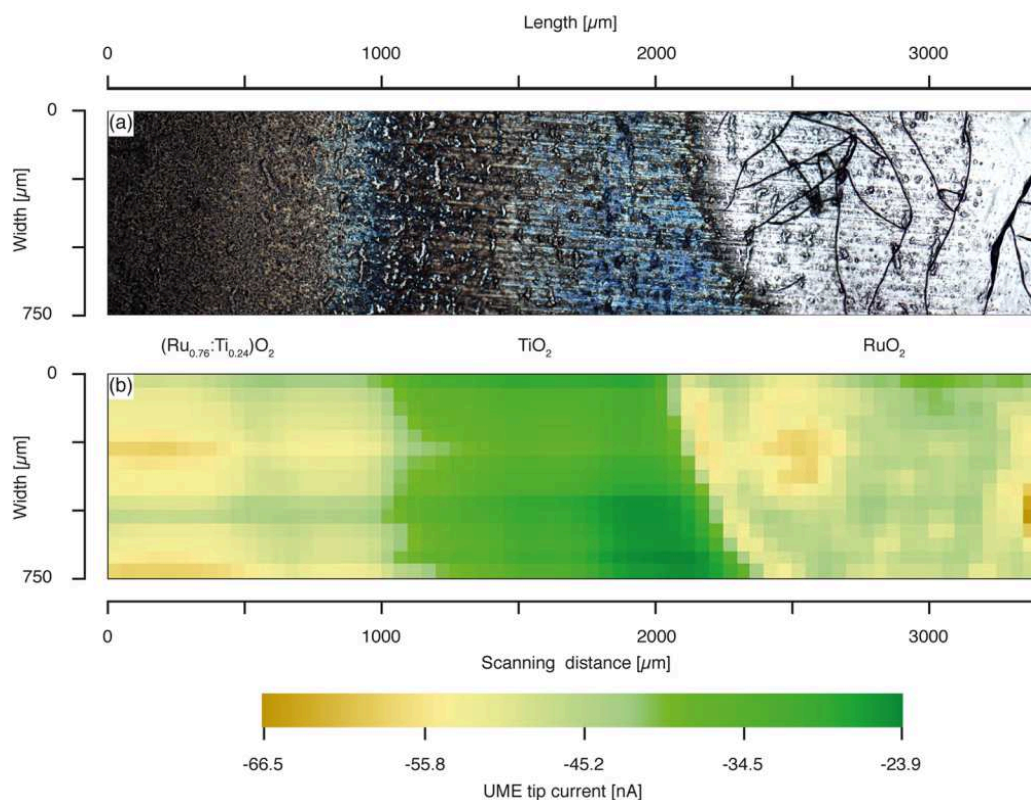 Length [µm]
0 1000 2000 3000
0
(a)
Width [µm]
750
(Ru0.76:Ti0.24)O2 TiO2 RuO2
0
(b)
Width [µm]
750
0 1000 2000 3000
Scanning distance [µm]
-66.5 -55.8 -45.2 -34.5 -23.9
UME tip current [nA]